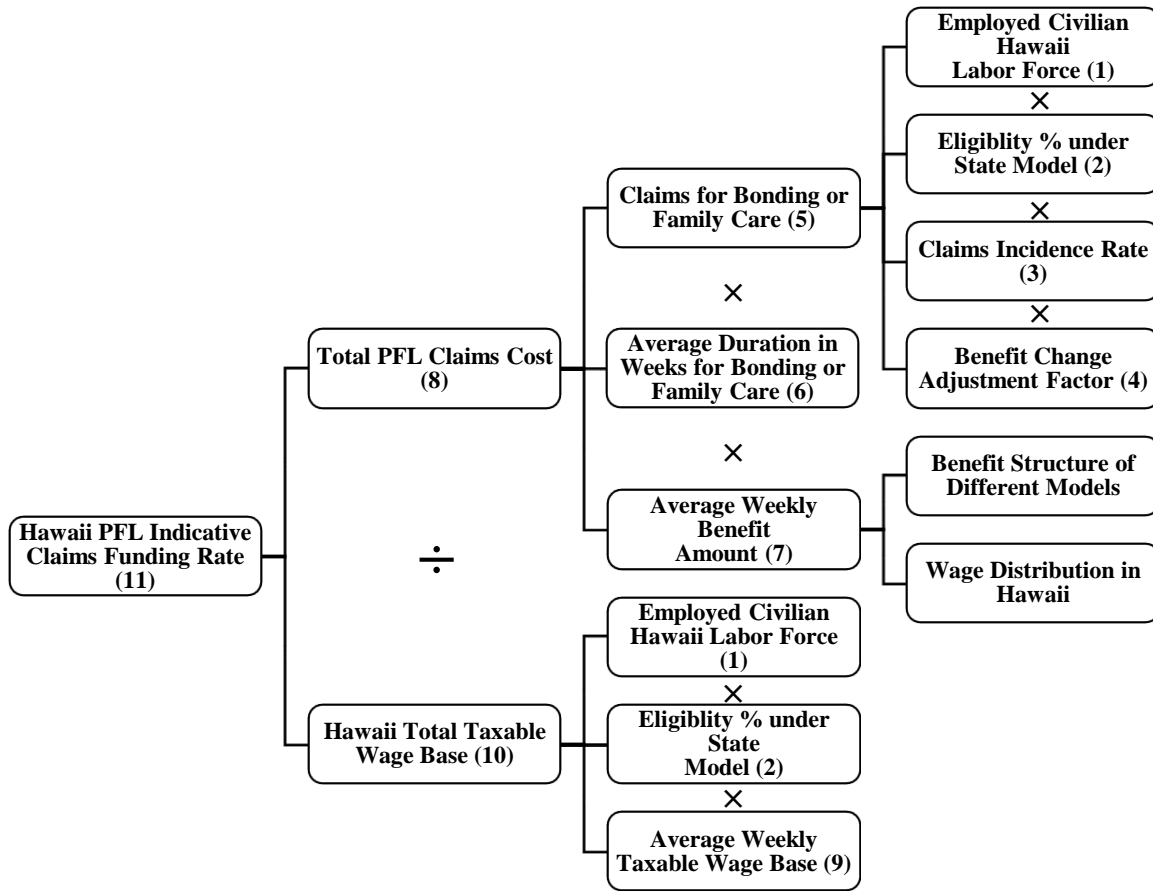 Employed Civilian
Hawaii
Labor Force (1)
×
Eligiblity % under
State Model (2)
×
Claims Incidence Rate
(3)
×
Benefit Change
Adjustment Factor (4)
Claims for Bonding or
Family Care (5)
×
Average Duration in
Weeks for Bonding or
Family Care (6)
×
Average Weekly
Benefit
Amount (7)
Benefit Structure of
Different Models
Wage Distribution in
Hawaii
Total PFL Claims Cost
(8)
÷
Hawaii PFL Indicative
Claims Funding Rate
(11)
Hawaii Total Taxable
Wage Base (10)
Employed Civilian
Hawaii Labor Force
(1)
×
Eligiblity % under
State
Model (2)
×
Average Weekly
Taxable Wage Base (9)